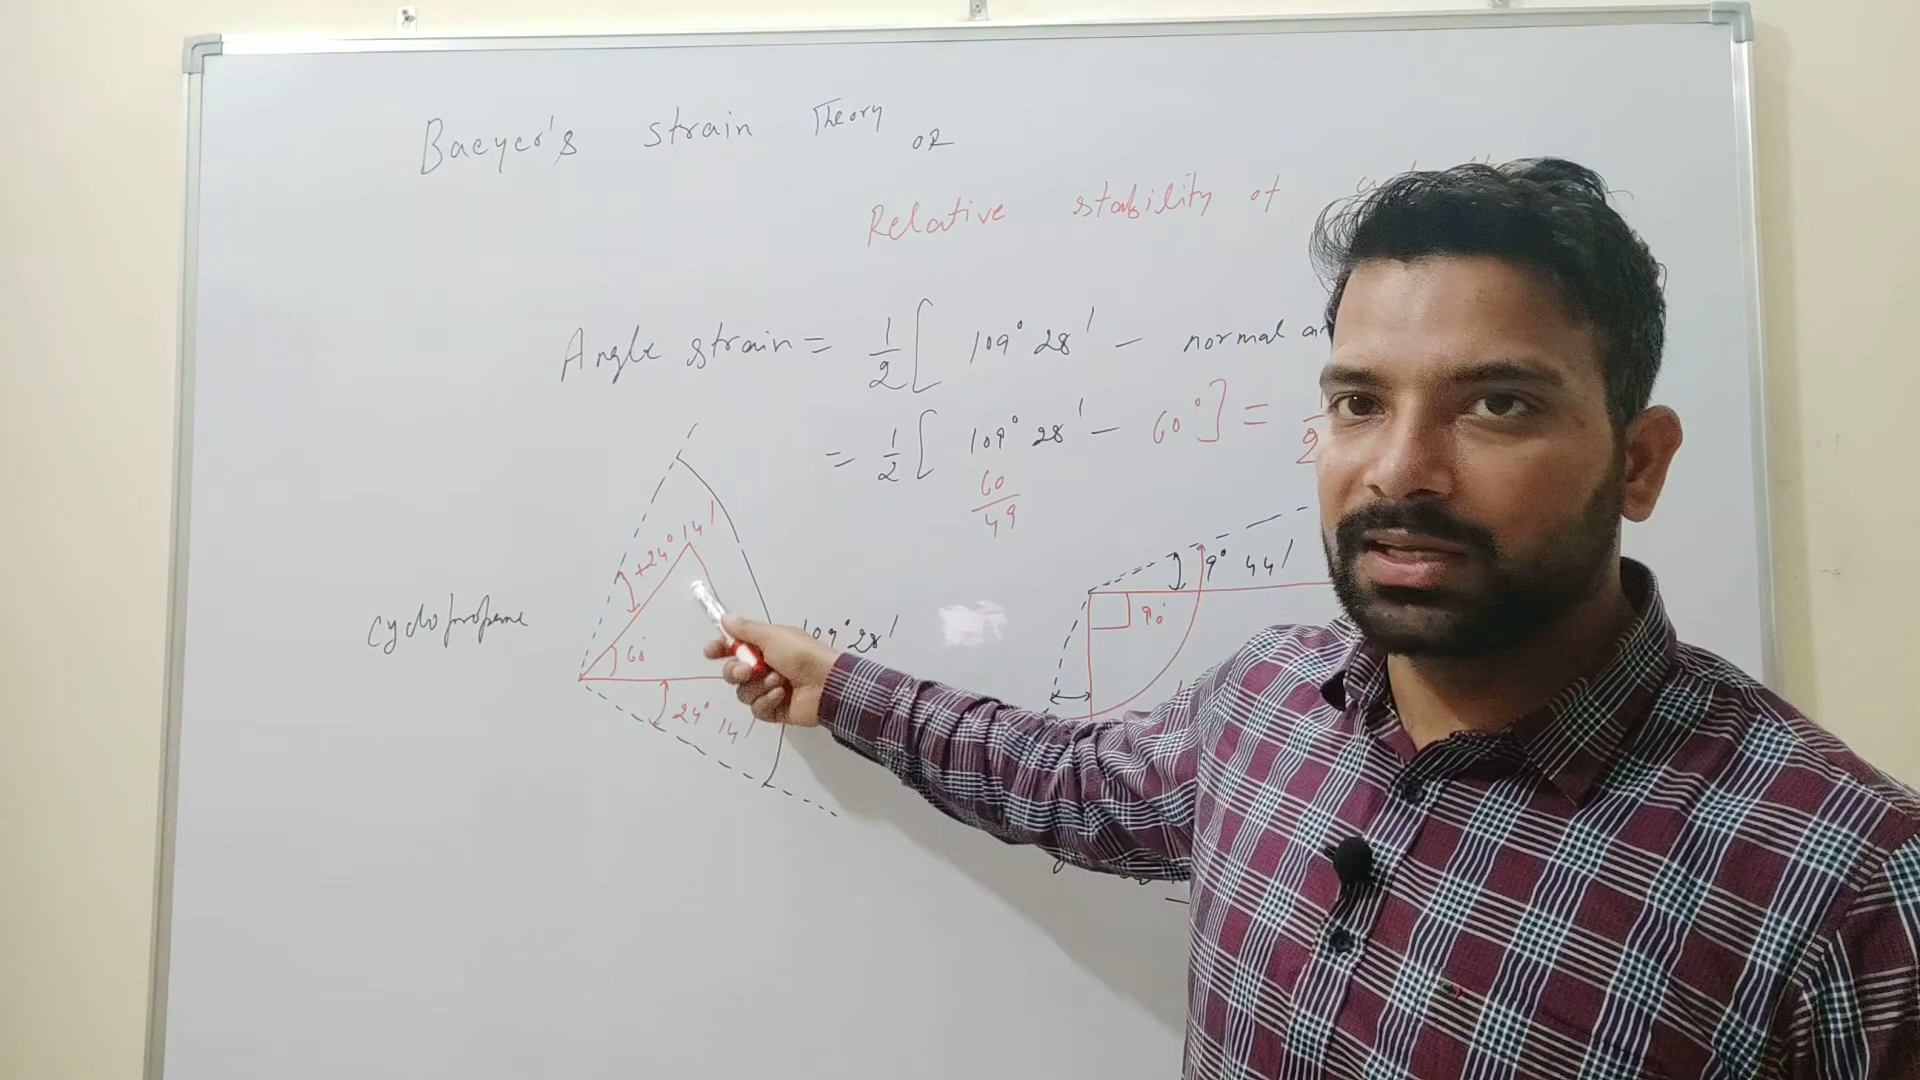 Baeyer's strain Theory OR
Relative stability of
Angle strain = 1/2 [ 109° 28' - normal
= 1/2 [ 109° 28' - 60° ] =
60
49
+24° 14'
9° 44'
cyclopropane
60°
109° 28'
90°
24° 14'